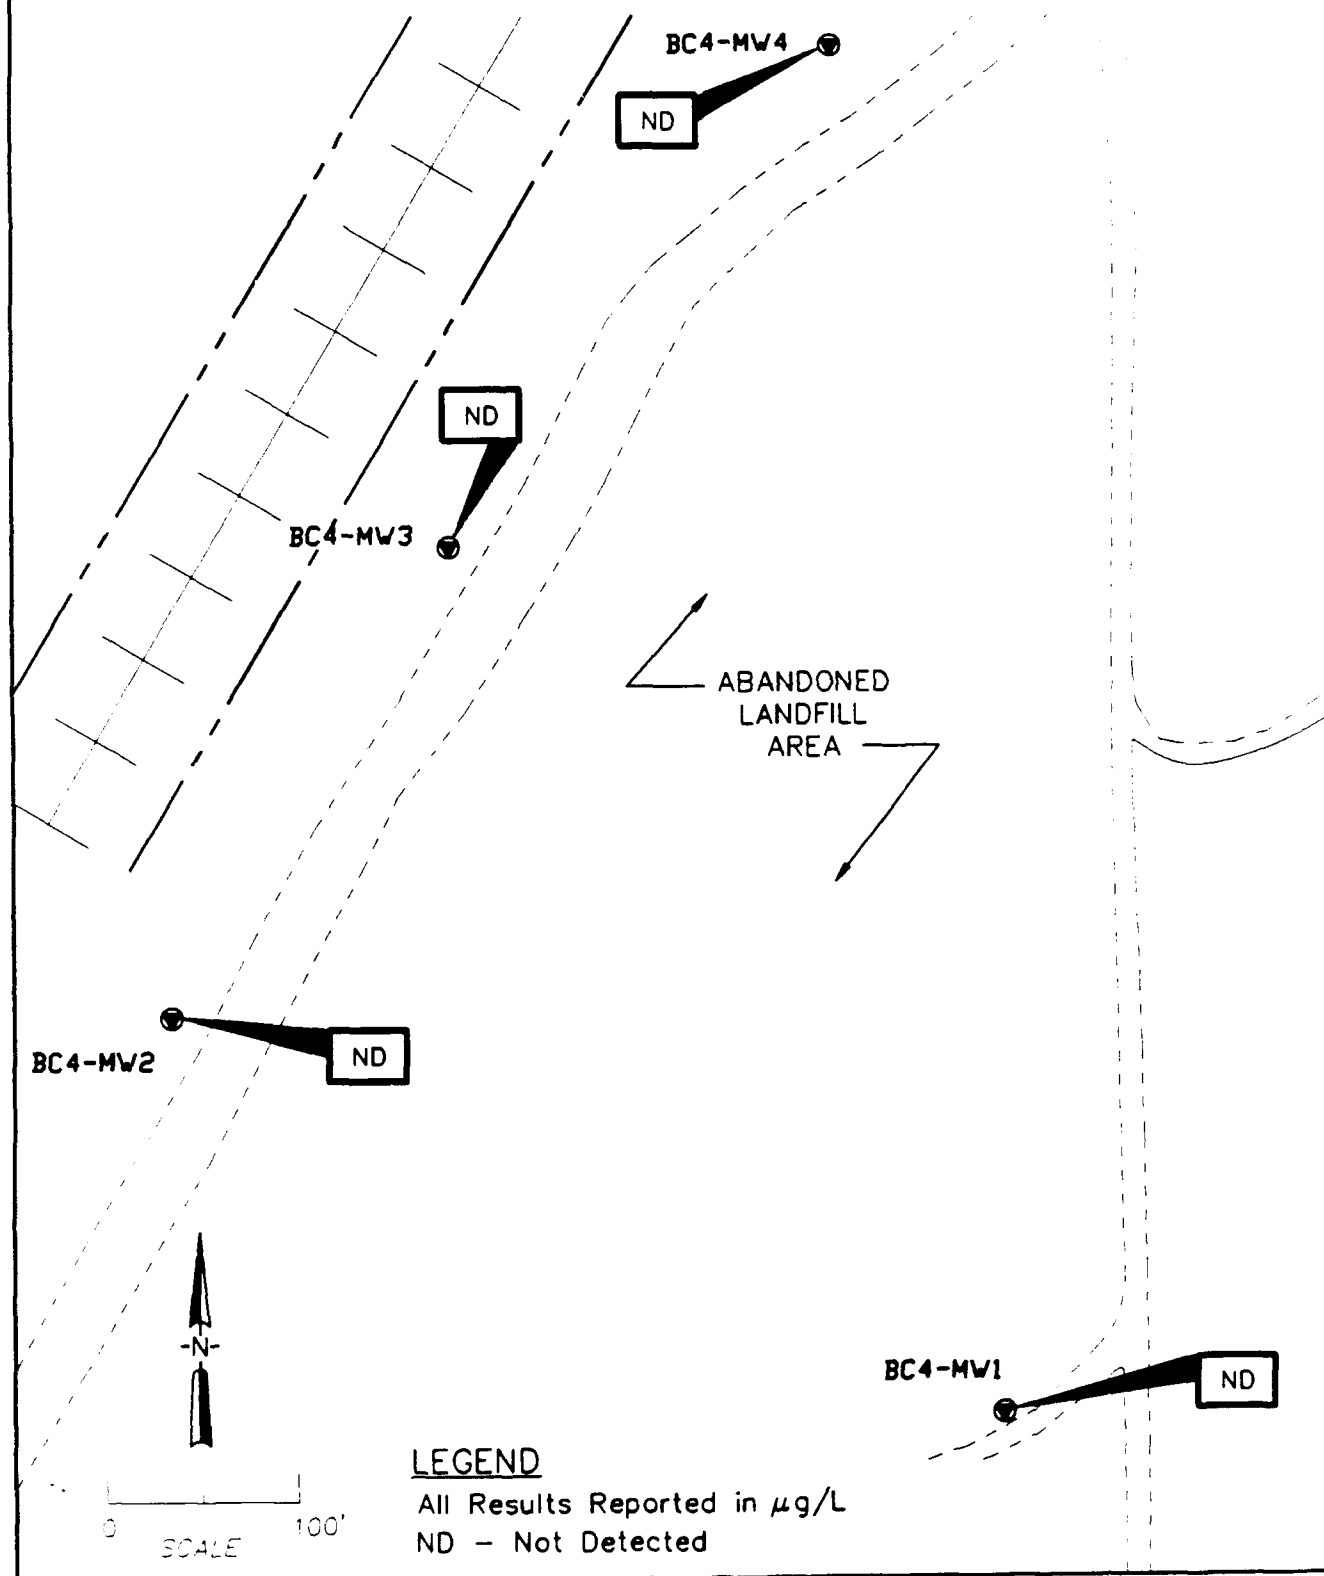 BC4-MW4
ND
ND
BC4-MW3
ABANDONED
LANDFILL
AREA
BC4-MW2
ND
-N-
BC4-MW1
ND
LEGEND
All Results Reported in µg/L
ND - Not Detected
0 100'
SCALE